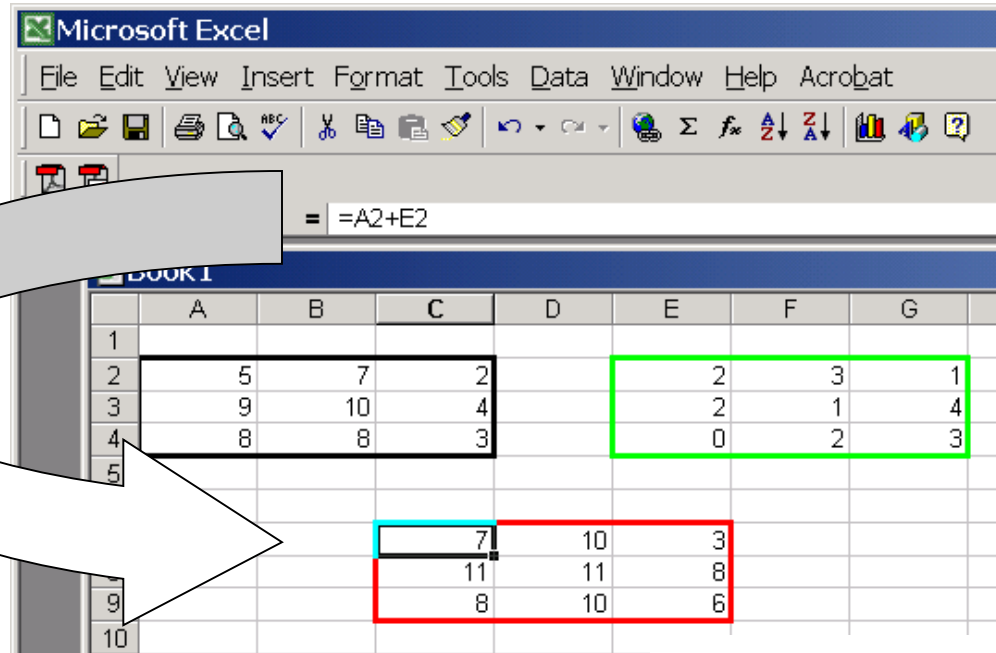 Microsoft Excel
File Edit View Insert Format Tools Data Window Help Acrobat
= =A2+E2
Book1
A B C D E F G
1
2 5 7 2 2 3 1
3 9 10 4 2 1 4
4 8 8 3 0 2 3
5
7 10 3
11 11 8
9 8 10 6
10